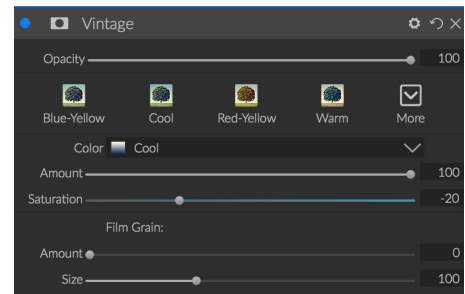 Vintage
Opacity 100
Blue-Yellow Cool Red-Yellow Warm More
Color Cool
Amount 100
Saturation -20
Film Grain:
Amount 0
Size 100